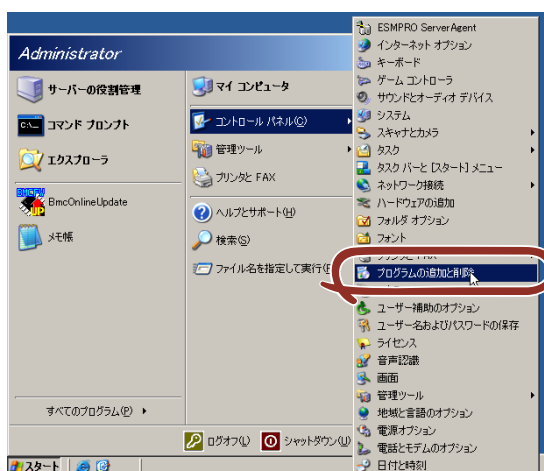 Administrator
サーバーの役割管理
コマンド プロンプト
エクスプローラ
BmcOnlineUpdate
メモ帳
すべてのプログラム(P)
マイ コンピュータ
コントロール パネル(C)
管理ツール
プリンタと FAX
ヘルプとサポート(H)
検索(S)
ファイル名を指定して実行(R)
ログオフ(L)
シャットダウン(U)
スタート
ESMPRO ServerAgent
インターネット オプション
キーボード
ゲーム コントローラ
サウンドとオーディオ デバイス
システム
スキャナとカメラ
タスク
タスク バーと [スタート] メニュー
ネットワーク接続
ハードウェアの追加
フォルダ オプション
フォント
プリンタと FAX
プログラムの追加と削除
ユーザー補助のオプション
ユーザー名およびパスワードの保存
ライセンス
音声認識
画面
管理ツール
地域と言語のオプション
電源オプション
電話とモデムのオプション
日付と時刻